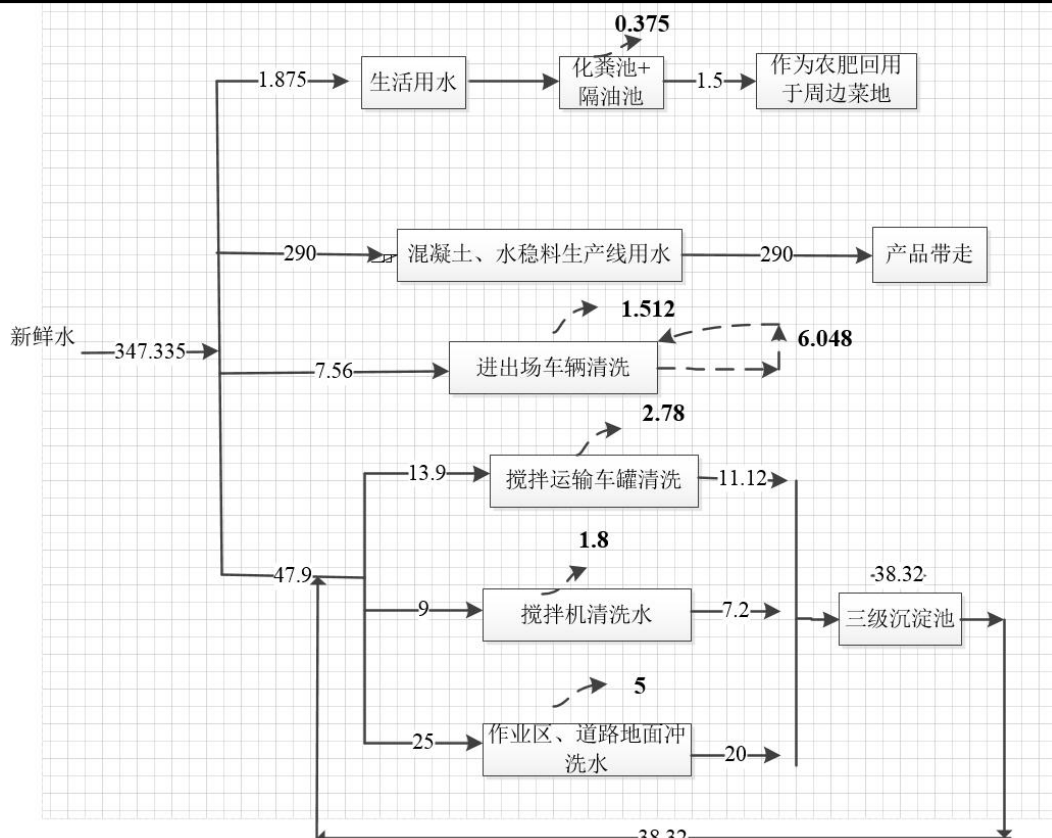 0.375
1.875
生活用水
化粪池+
隔油池
1.5
作为农肥回用
于周边菜地
290
混凝土、水稳料生产线用水
290
产品带走
新鲜水
347.335
1.512
6.048
7.56
进出场车辆清洗
2.78
13.9
搅拌运输车罐清洗
11.12
1.8
47.9
38.32
9
搅拌机清洗水
7.2
三级沉淀池
5
25
作业区、道路地面冲
洗水
20
38.32